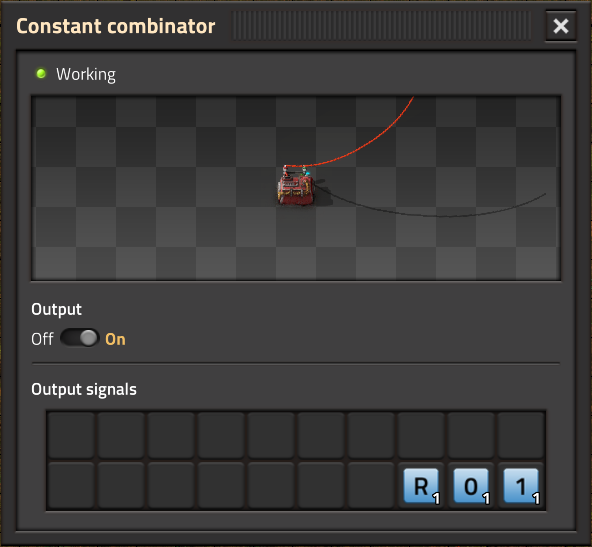 Constant combinator
Working
Output
Off On
Output signals
R 1 0 1 1 1